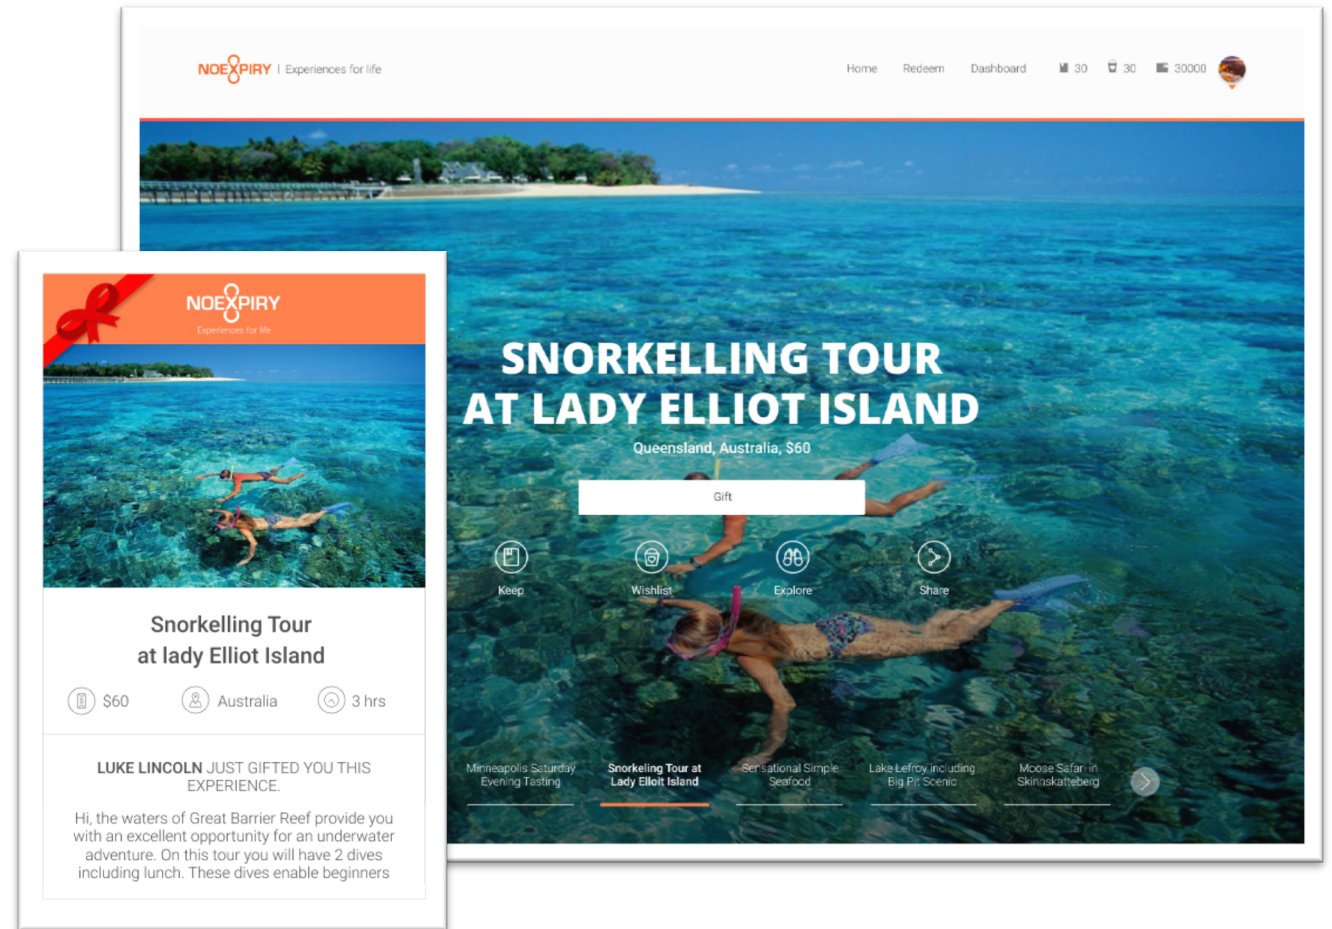 NOEXPIRY | Experiences for life
Home Redeem Dashboard 30 30 30000
SNORKELLING TOUR
AT LADY ELLIOT ISLAND
Queensland, Australia, $60
Gift
Keep Wishlist Explore Share
Minneapolis Saturday
Evening Tasting
Snorkeling Tour at
Lady Elloit Island
Sensational Simple
Seafood
Lake Lefroy including
Big Pit Scenic
Moose Safari in
Skinnskatteberg
NOEXPIRY
Experiences for life
Snorkelling Tour
at lady Elliot Island
$60 Australia 3 hrs
LUKE LINCOLN JUST GIFTED YOU THIS
EXPERIENCE.
Hi, the waters of Great Barrier Reef provide you
with an excellent opportunity for an underwater
adventure. On this tour you will have 2 dives
including lunch. These dives enable beginners